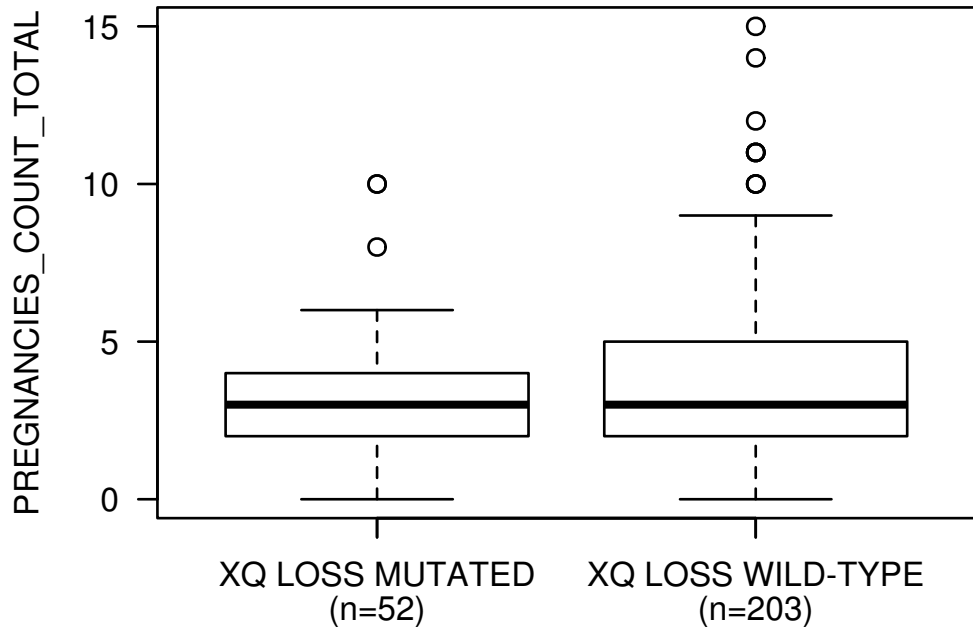 PREGNANCIES_COUNT_TOTAL
15
10
5
0
XQ LOSS MUTATED
(n=52)
XQ LOSS WILD-TYPE
(n=203)